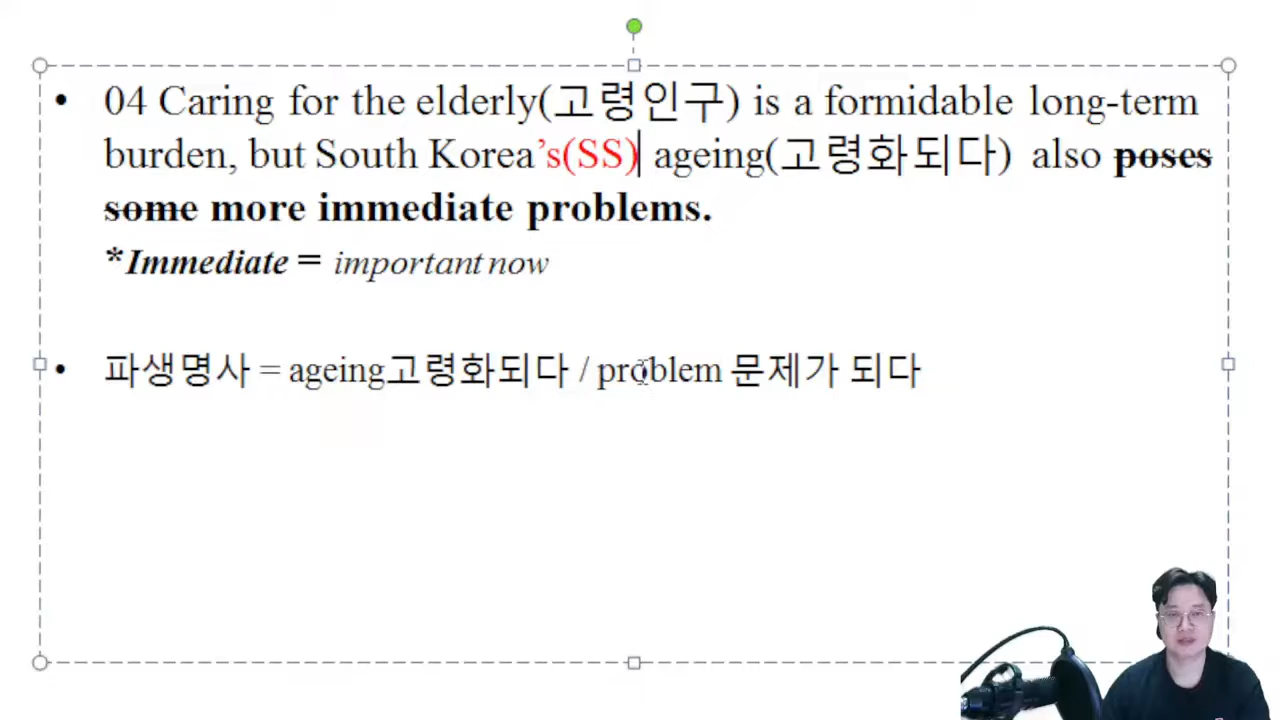 • 04 Caring for the elderly(고령인구) is a formidable long-term
burden, but South Korea’s(SS) ageing(고령화되다) also poses
some more immediate problems.
*Immediate = important now
• 파생명사 = ageing고령화되다 / problem 문제가 되다